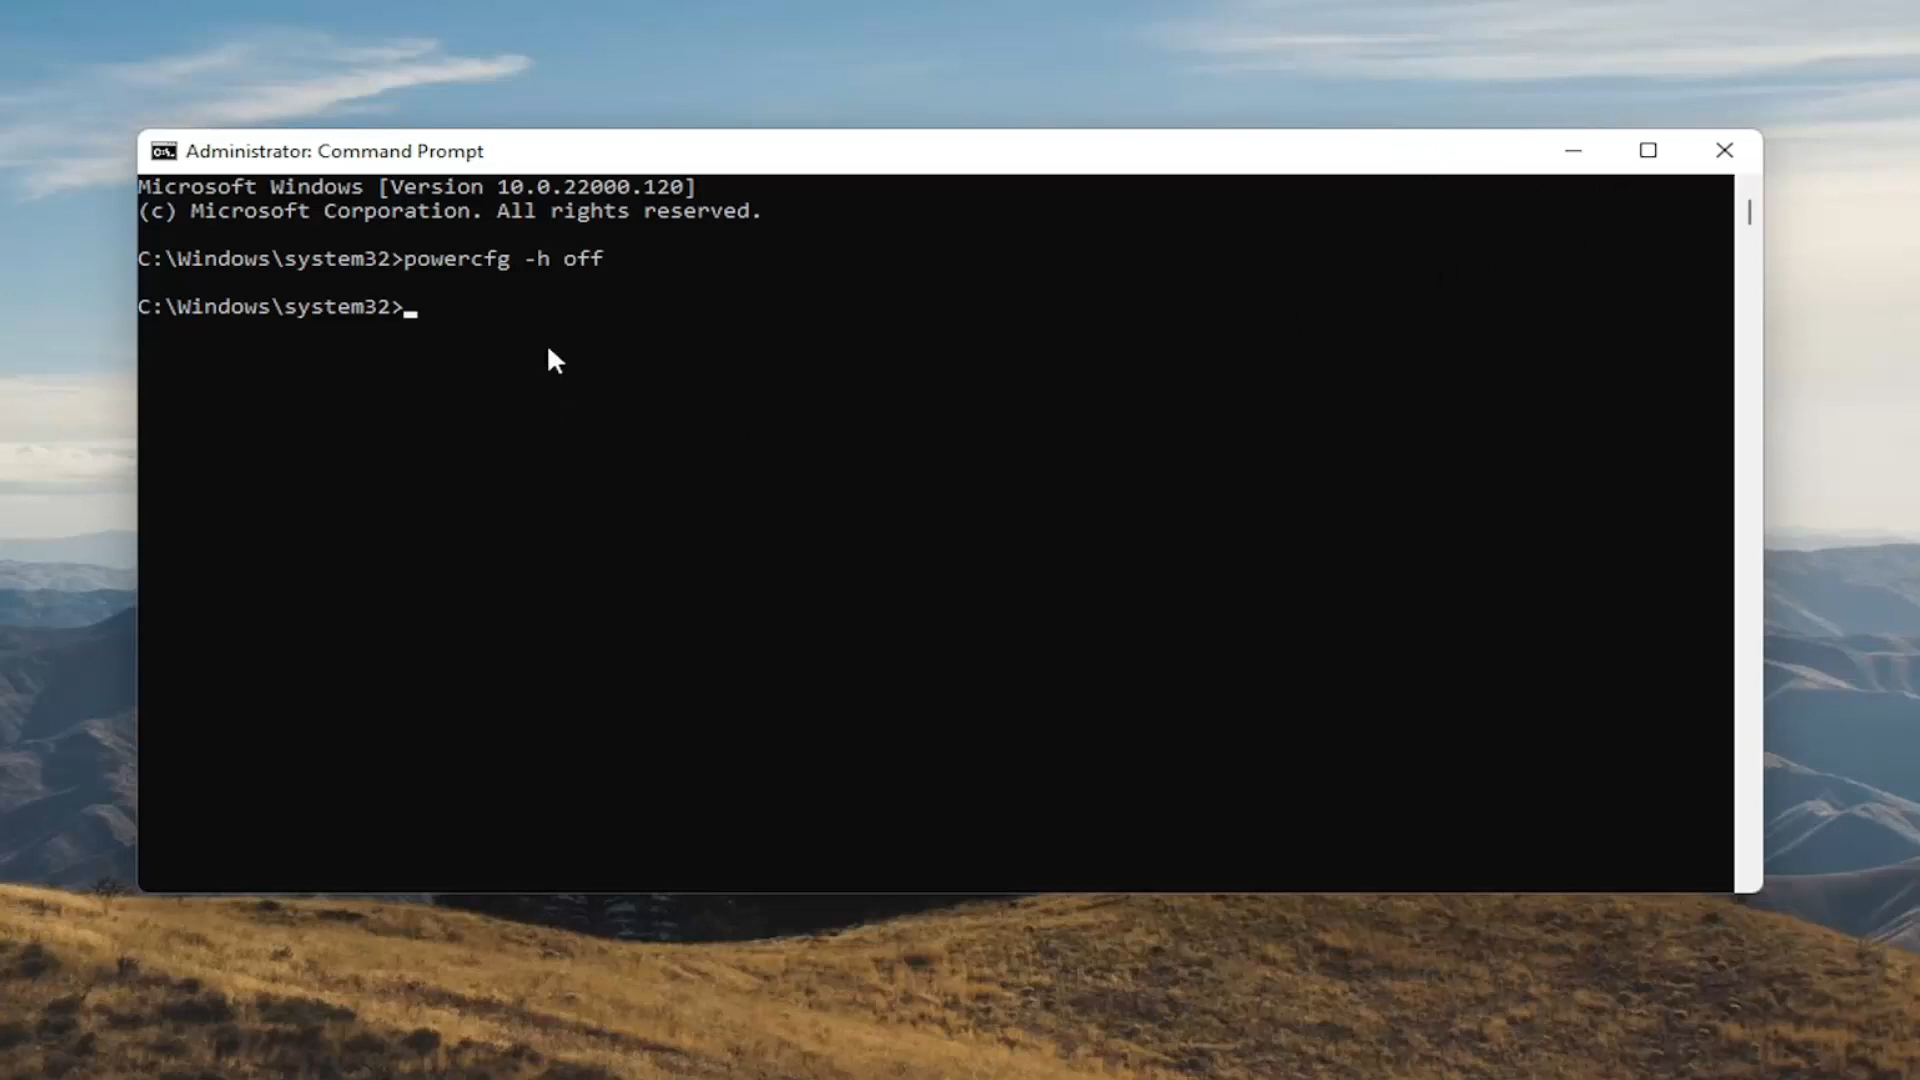 Administrator: Command Prompt
Microsoft Windows [Version 10.0.22000.120]
(c) Microsoft Corporation. All rights reserved.
C:\Windows\system32>powercfg -h off
C:\Windows\system32>